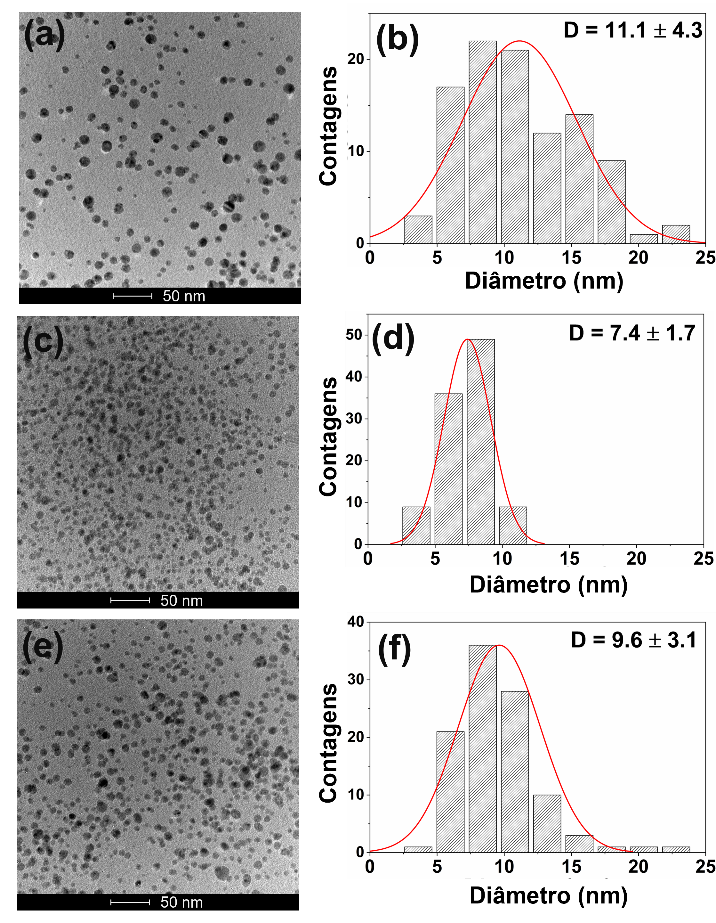 (a)
50 nm
(b)
D = 11.1 ± 4.3
Contagens
20
10
0
0 5 10 15 20 25
Diâmetro (nm)
(c)
50 nm
(d)
D = 7.4 ± 1.7
Contagens
50
40
30
20
10
0
0 5 10 15 20 25
Diâmetro (nm)
(e)
50 nm
(f)
D = 9.6 ± 3.1
Contagens
40
30
20
10
0
0 5 10 15 20 25
Diâmetro (nm)